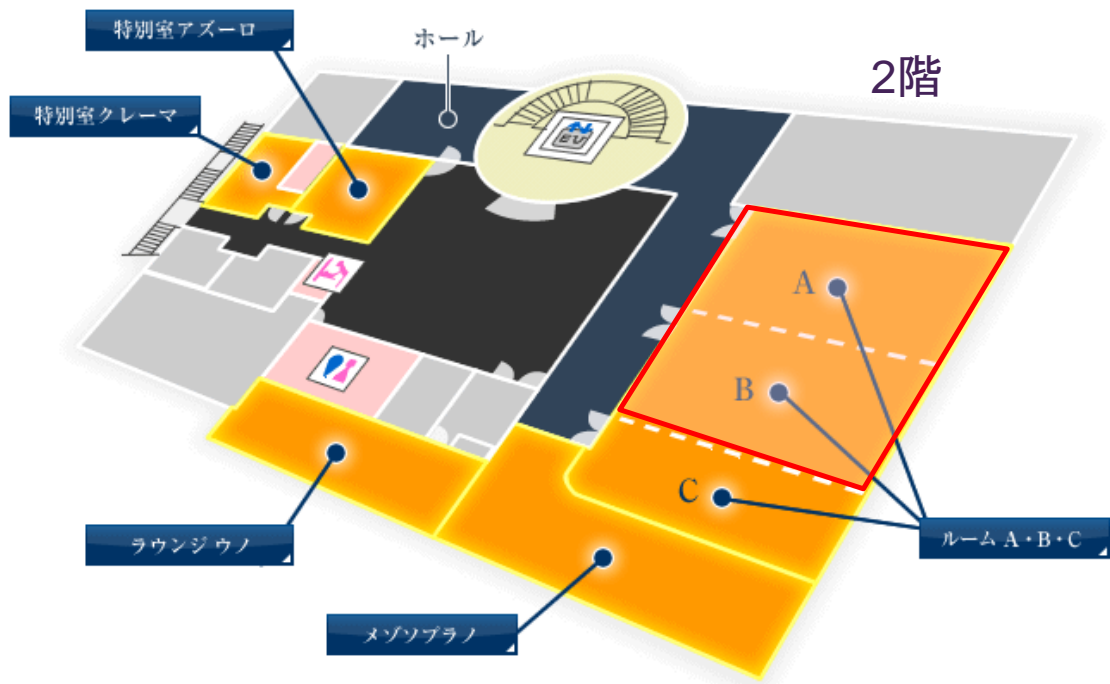 特別室アズーロ
ホール
2階
特別室クレーマ
EV
A
B
C
ラウンジ ウノ
ルーム A・B・C
メゾソプラノ